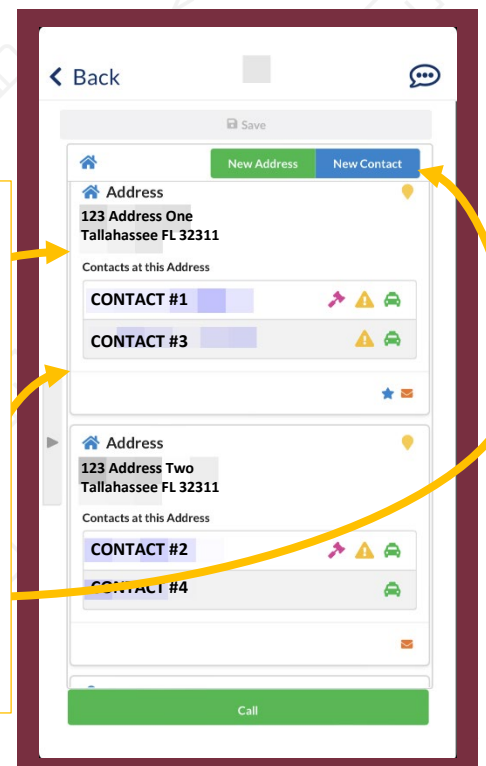 Back
Save
New Address New Contact
Address
123 Address One
Tallahassee FL 32311
Contacts at this Address
CONTACT #1
CONTACT #3
Address
123 Address Two
Tallahassee FL 32311
Contacts at this Address
CONTACT #2
CONTACT #4
Call